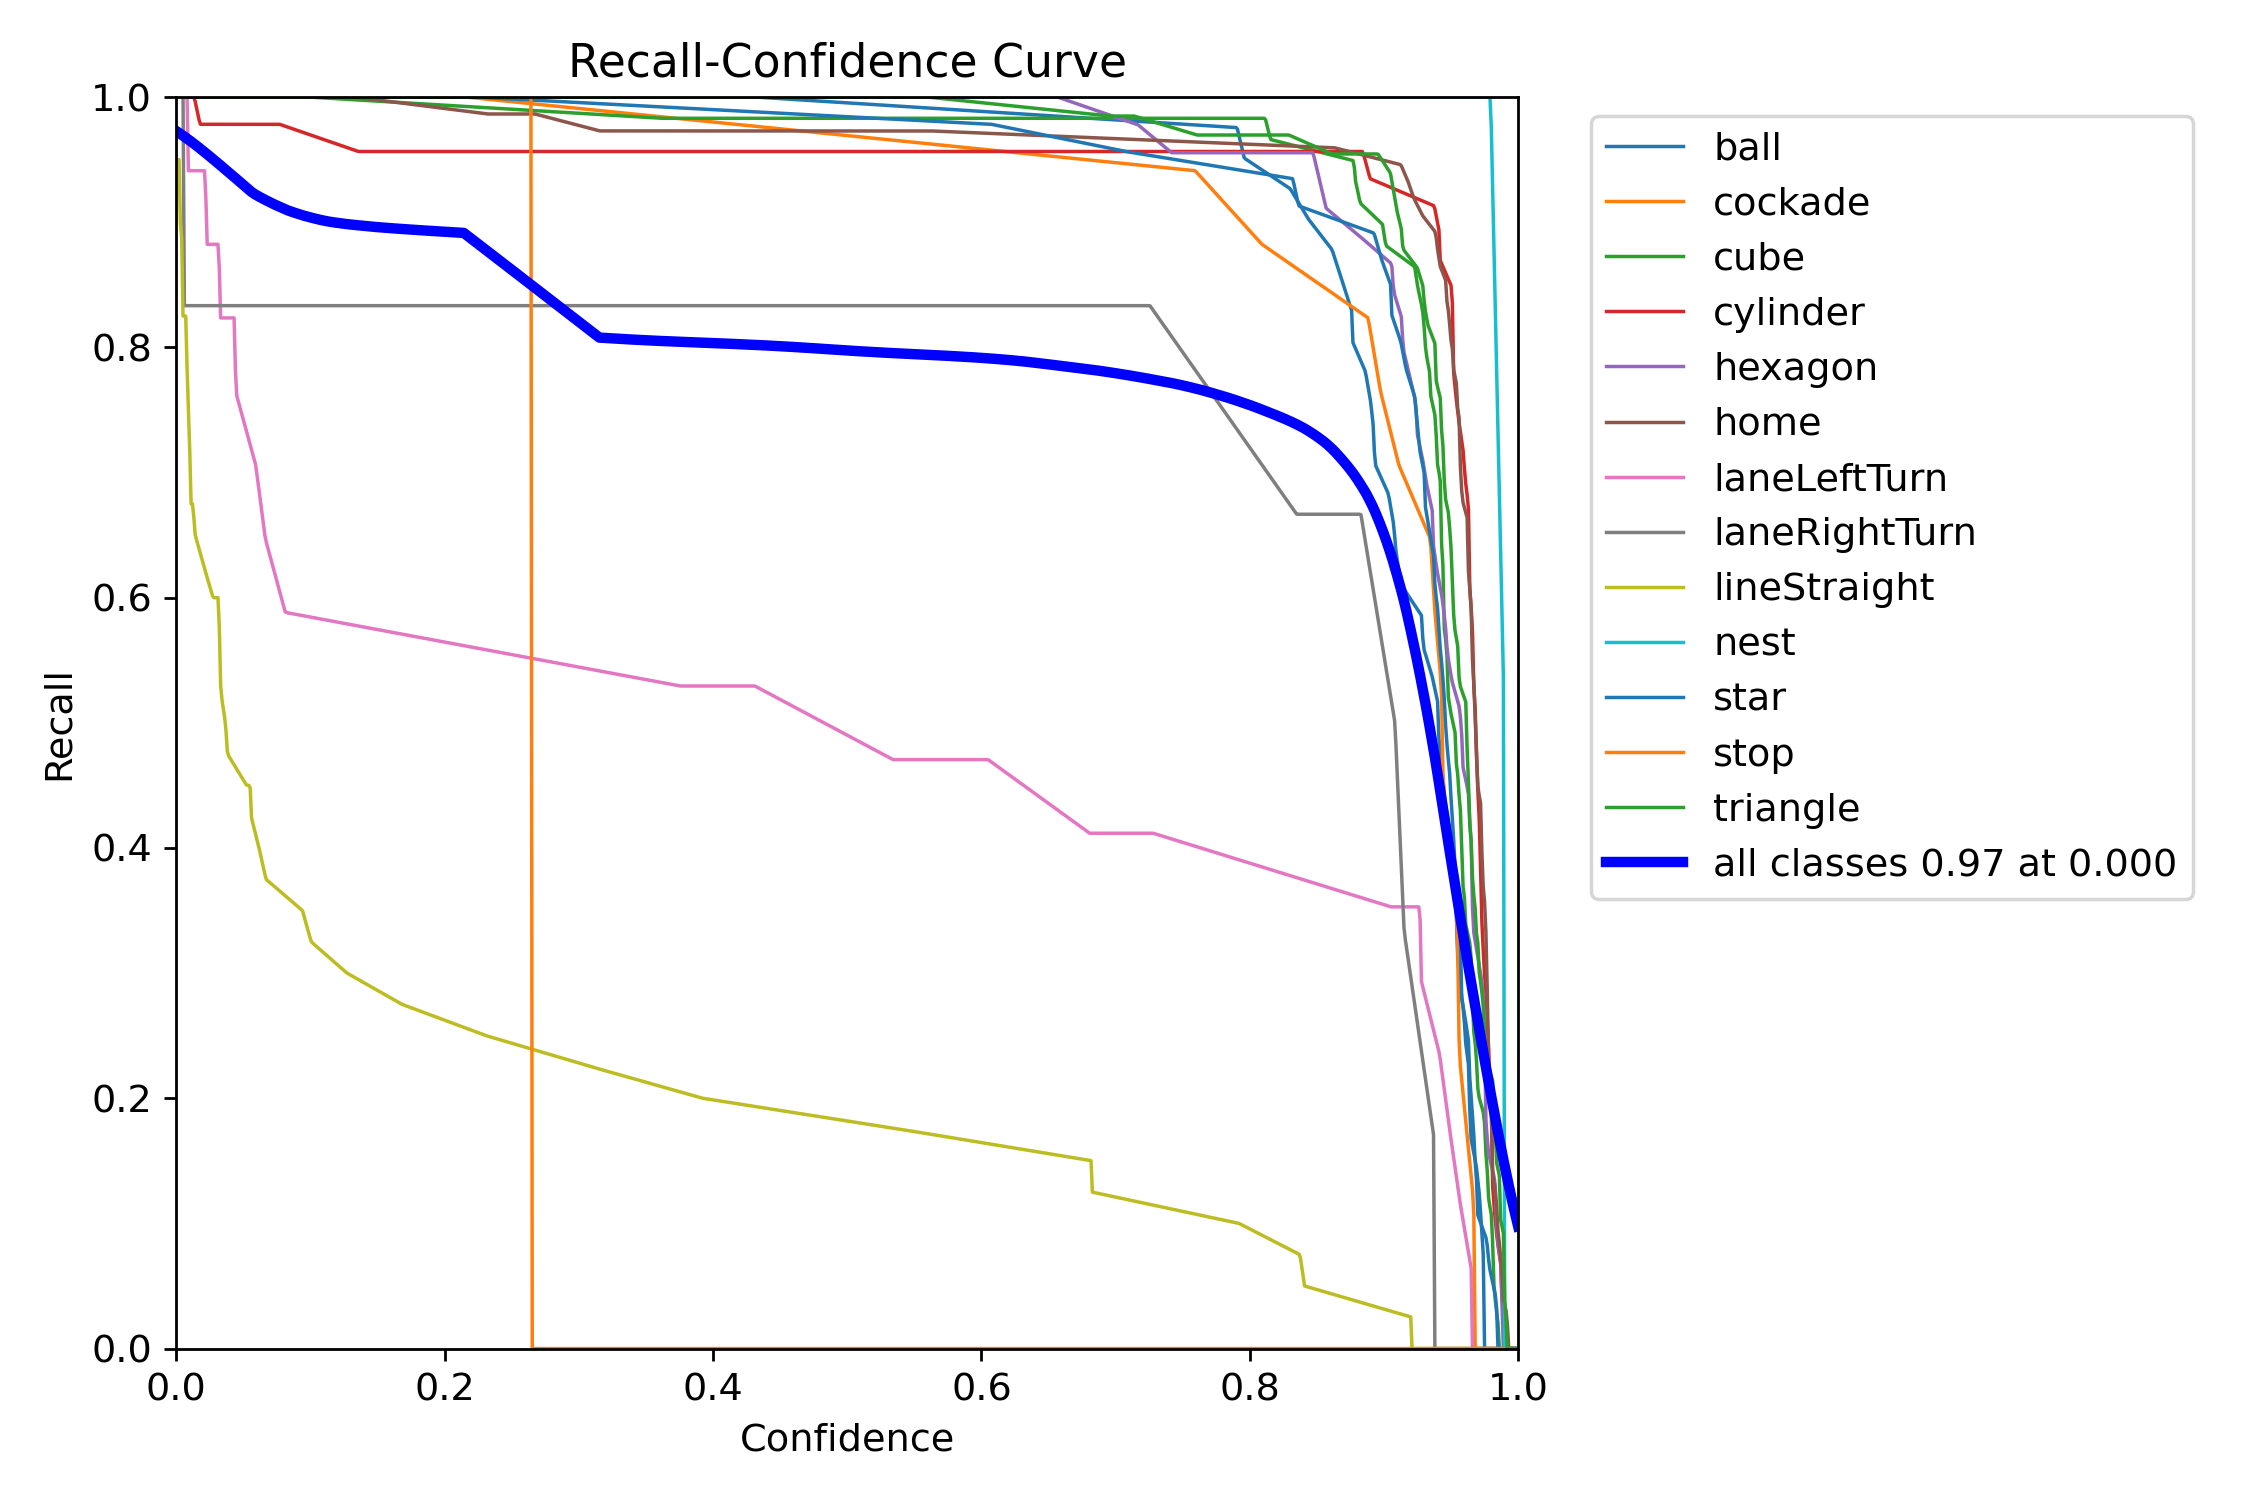 Recall-Confidence Curve
1.0
0.8
0.6
0.4
0.2
0.0
Recall
0.0 0.2 0.4 0.6 0.8 1.0
Confidence
ball
cockade
cube
cylinder
hexagon
home
laneLeftTurn
laneRightTurn
lineStraight
nest
star
stop
triangle
all classes 0.97 at 0.000